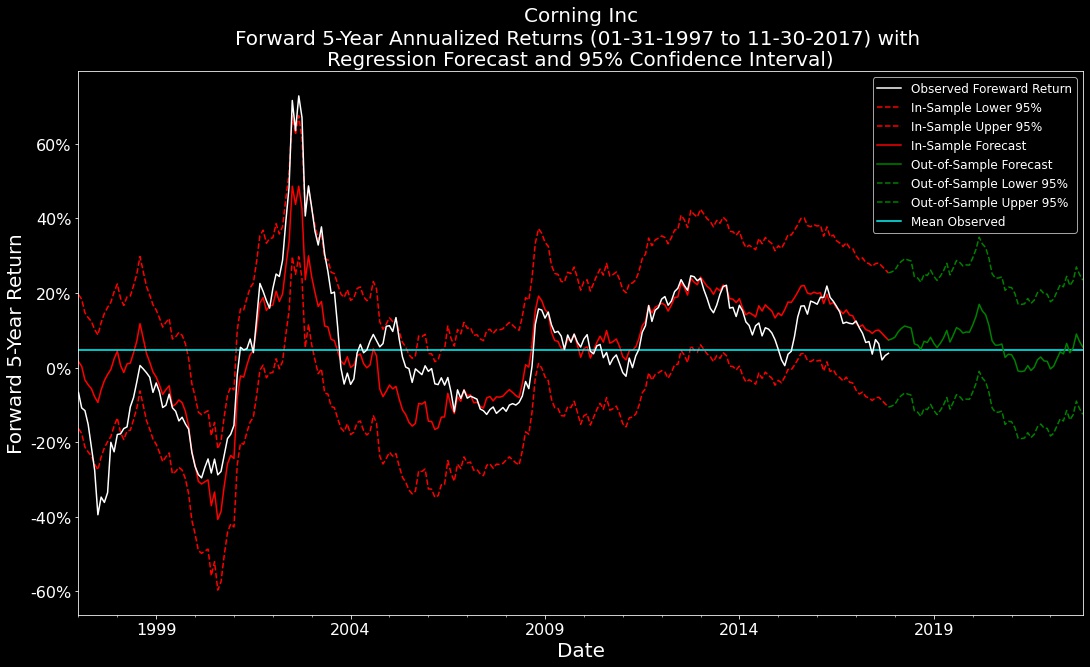 Corning Inc
Forward 5-Year Annualized Returns (01-31-1997 to 11-30-2017) with
Regression Forecast and 95% Confidence Interval)
Observed Foreward Return
In-Sample Lower 95%
In-Sample Upper 95%
In-Sample Forecast
Out-of-Sample Forecast
Out-of-Sample Lower 95%
Out-of-Sample Upper 95%
Mean Observed
Forward 5-Year Return
60%
40%
20%
0%
-20%
-40%
-60%
1999 2004 2009 2014 2019
Date